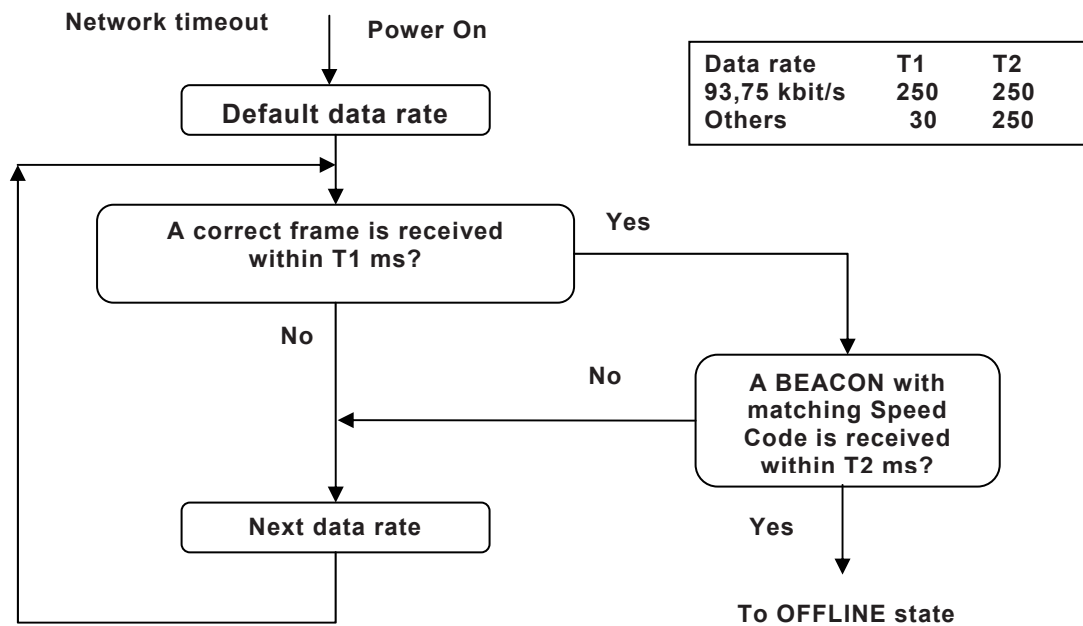 Network timeout
Power On
Data rate T1 T2
93,75 kbit/s 250 250
Others 30 250
Default data rate
A correct frame is received
within T1 ms?
Yes
No
No
A BEACON with
matching Speed
Code is received
within T2 ms?
Next data rate
Yes
To OFFLINE state